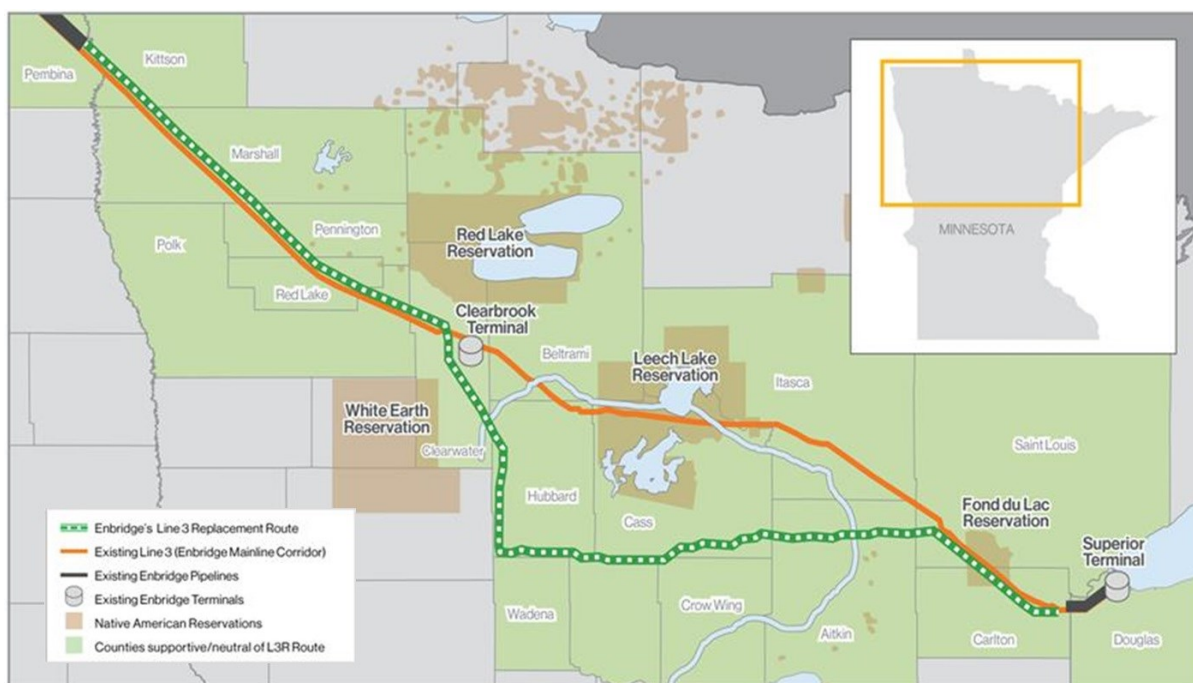 Kittson
Pembina
Marshall
Pennington
Polk
Red Lake
Red Lake
Reservation
MINNESOTA
Clearbrook
Terminal
Beltrami
Leech Lake
Reservation
Itasca
White Earth
Reservation
Clearwater
Saint Louis
Hubbard
Cass
Fond du Lac
Reservation
Superior
Terminal
Wadena
Crow Wing
Aitkin
Carlton
Douglas
Enbridge's Line 3 Replacement Route
Existing Line 3 (Enbridge Mainline Corridor)
Existing Enbridge Pipelines
Existing Enbridge Terminals
Native American Reservations
Counties supportive/neutral of L3R Route